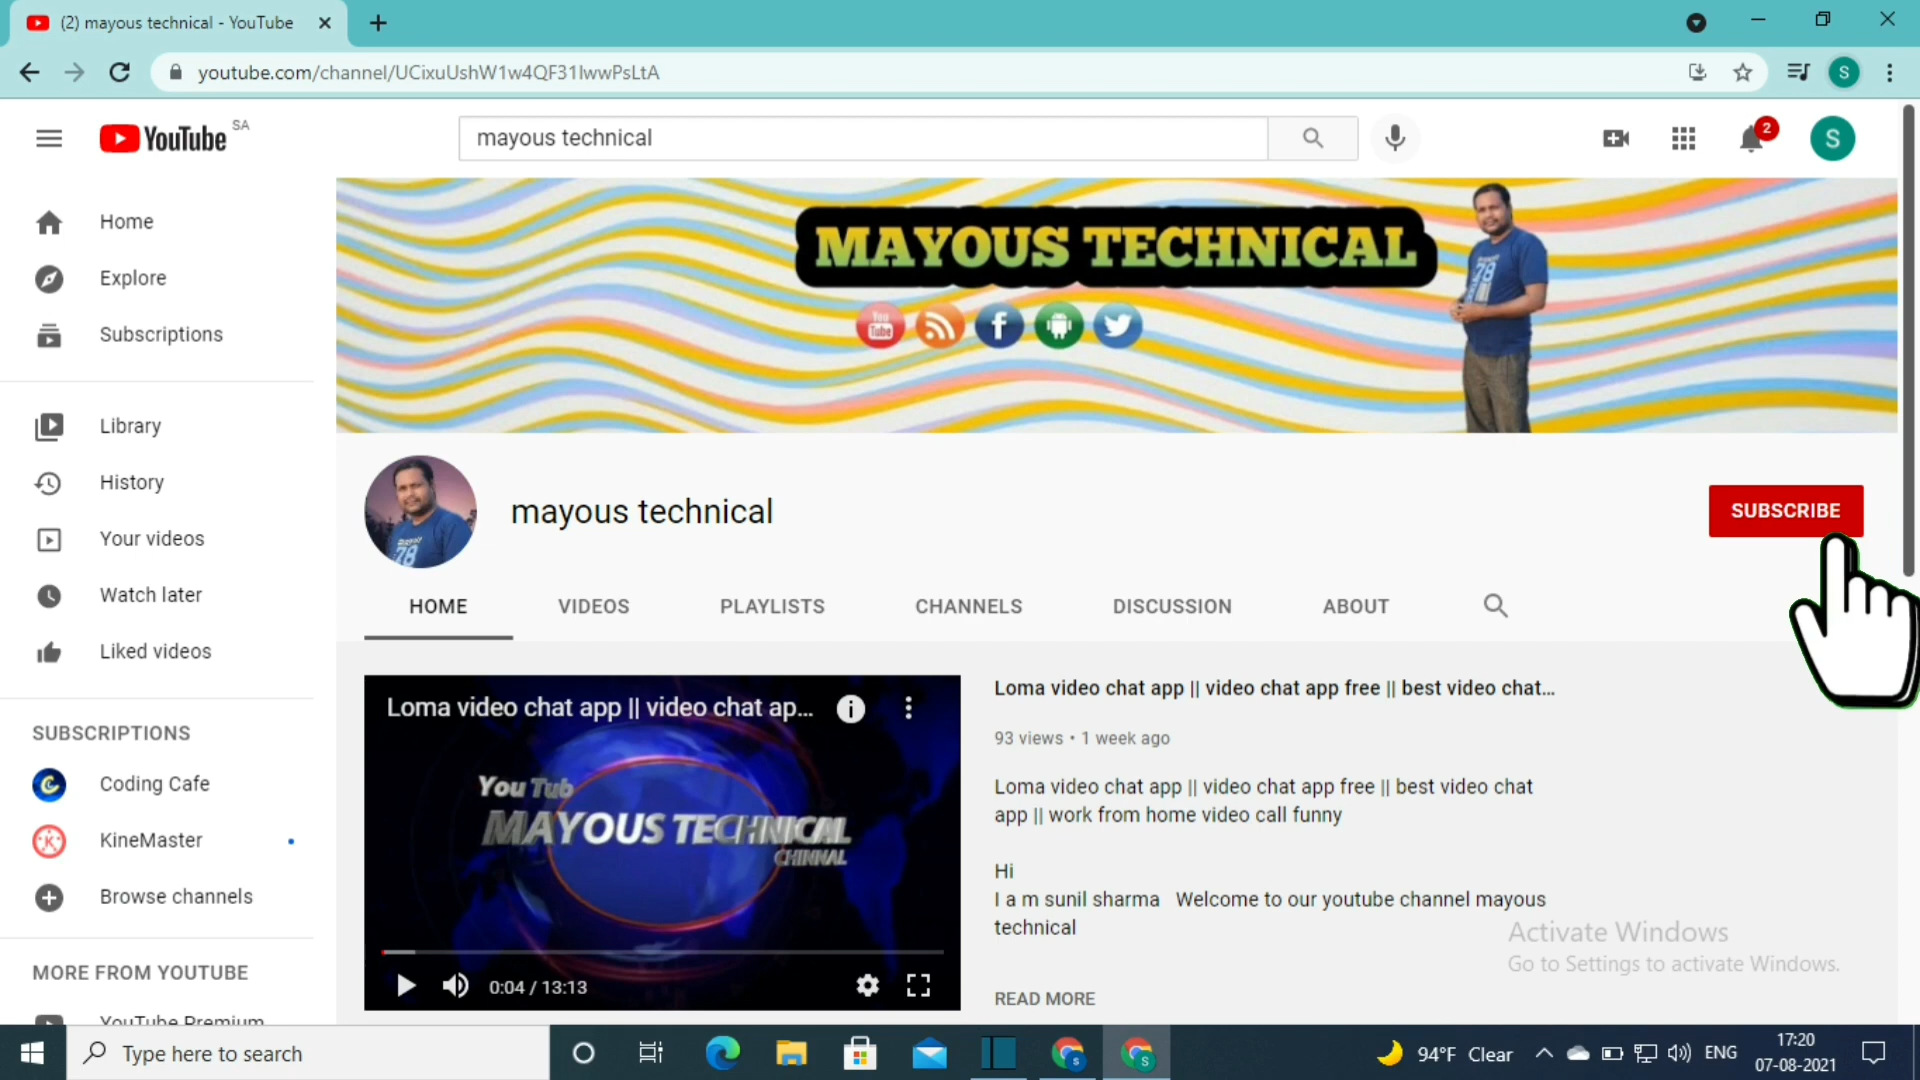 (2) mayous technical - YouTube
youtube.com/channel/UCixuUshW1w4QF31IwwPsLtA
S
YouTube SA
mayous technical
2
S
Home
Explore
Subscriptions
Library
History
Your videos
Watch later
Liked videos
SUBSCRIPTIONS
Coding Cafe
KineMaster
Browse channels
MORE FROM YOUTUBE
YouTube Premium
MAYOUS TECHNICAL
You Tube
78
mayous technical
SUBSCRIBE
HOME
VIDEOS
PLAYLISTS
CHANNELS
DISCUSSION
ABOUT
Loma video chat app || video chat ap...
You Tub
MAYOUS TECHNICAL
CHINNAL
0:04 / 13:13
Loma video chat app || video chat app free || best video chat...
93 views • 1 week ago
Loma video chat app || video chat app free || best video chat
app || work from home video call funny
Hi
I a m sunil sharma Welcome to our youtube channel mayous
technical
READ MORE
Activate Windows
Go to Settings to activate Windows.
Type here to search
94°F Clear
ENG
17:20
07-08-2021